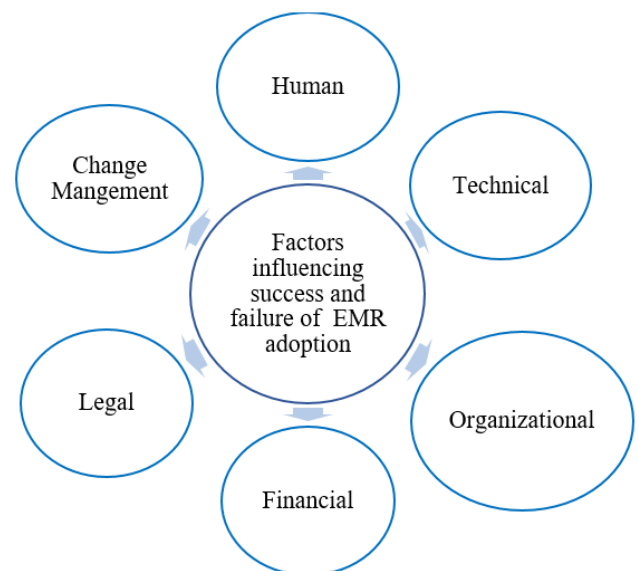 Human
Change
Mangement
Technical
Factors
influencing
success and
failure of EMR
adoption
Legal
Organizational
Financial